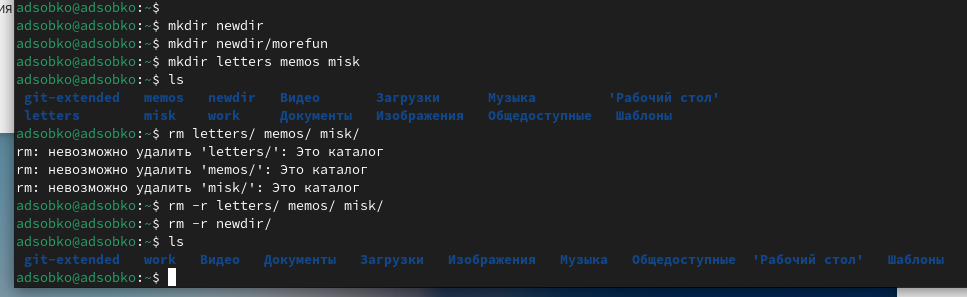 ия
adsobko@adsobko:~$
adsobko@adsobko:~$ mkdir newdir
adsobko@adsobko:~$ mkdir newdir/morefun
adsobko@adsobko:~$ mkdir letters memos misk
adsobko@adsobko:~$ ls
git-extended memos newdir Видео Загрузки Музыка 'Рабочий стол'
letters misk work Документы Изображения Общедоступные Шаблоны
adsobko@adsobko:~$ rm letters/ memos/ misk/
rm: невозможно удалить 'letters/': Это каталог
rm: невозможно удалить 'memos/': Это каталог
rm: невозможно удалить 'misk/': Это каталог
adsobko@adsobko:~$ rm -r letters/ memos/ misk/
adsobko@adsobko:~$ rm -r newdir/
adsobko@adsobko:~$ ls
git-extended work Видео Документы Загрузки Изображения Музыка Общедоступные 'Рабочий стол' Шаблоны
adsobko@adsobko:~$